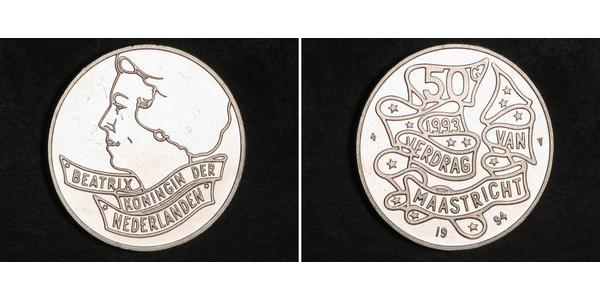 BEATRIX
KONINGIN DER
NEDERLANDEN
50 G
1993
VERDRAG VAN
MAASTRICHT
19 94